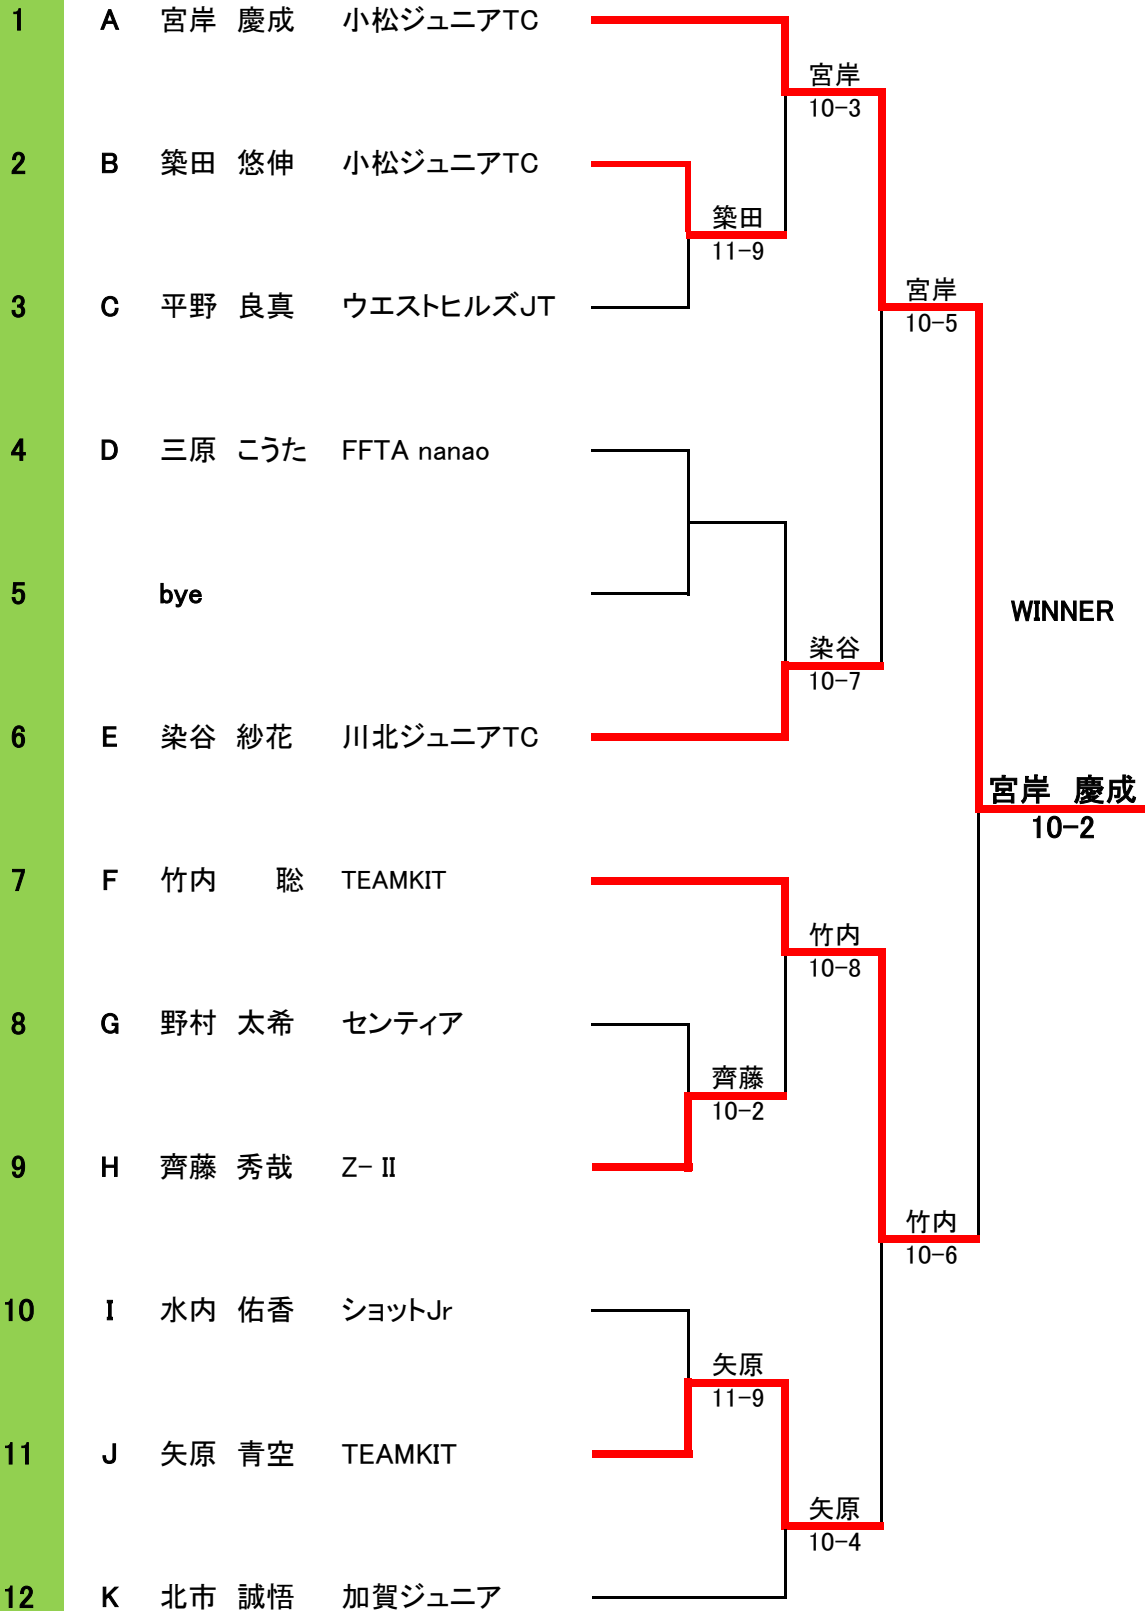 1 A 宮岸 慶成 小松ジュニアTC
宮岸
10-3
2 B 築田 悠伸 小松ジュニアTC
築田
11-9
3 C 平野 良真 ウエストヒルズJT
宮岸
10-5
4 D 三原 こうた FFTA nanao
5 bye
WINNER
染谷
10-7
6 E 染谷 紗花 川北ジュニアTC
宮岸 慶成
10-2
7 F 竹内 聡 TEAMKIT
竹内
10-8
8 G 野村 太希 センティア
齊藤
10-2
9 H 齊藤 秀哉 Z- II
竹内
10-6
10 I 水内 佑香 ショットJr
矢原
11-9
11 J 矢原 青空 TEAMKIT
矢原
10-4
12 K 北市 誠悟 加賀ジュニア